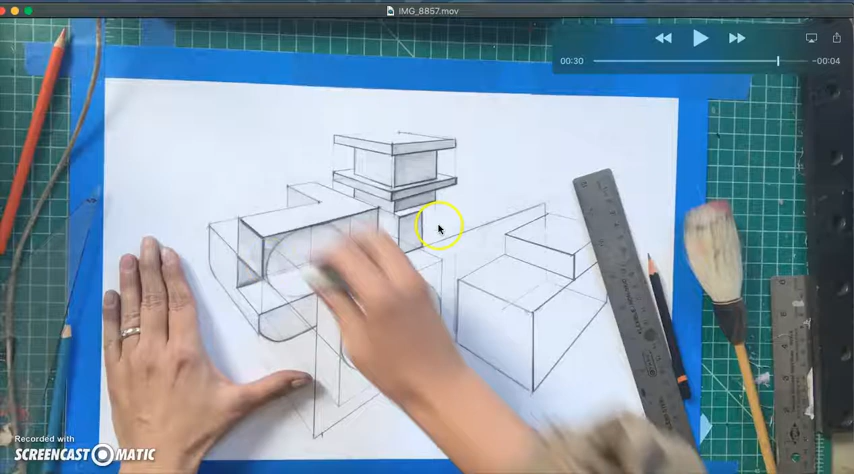 IMG_8857.mov
00:30
−00:04
Recorded with
SCREENCAST MATIC